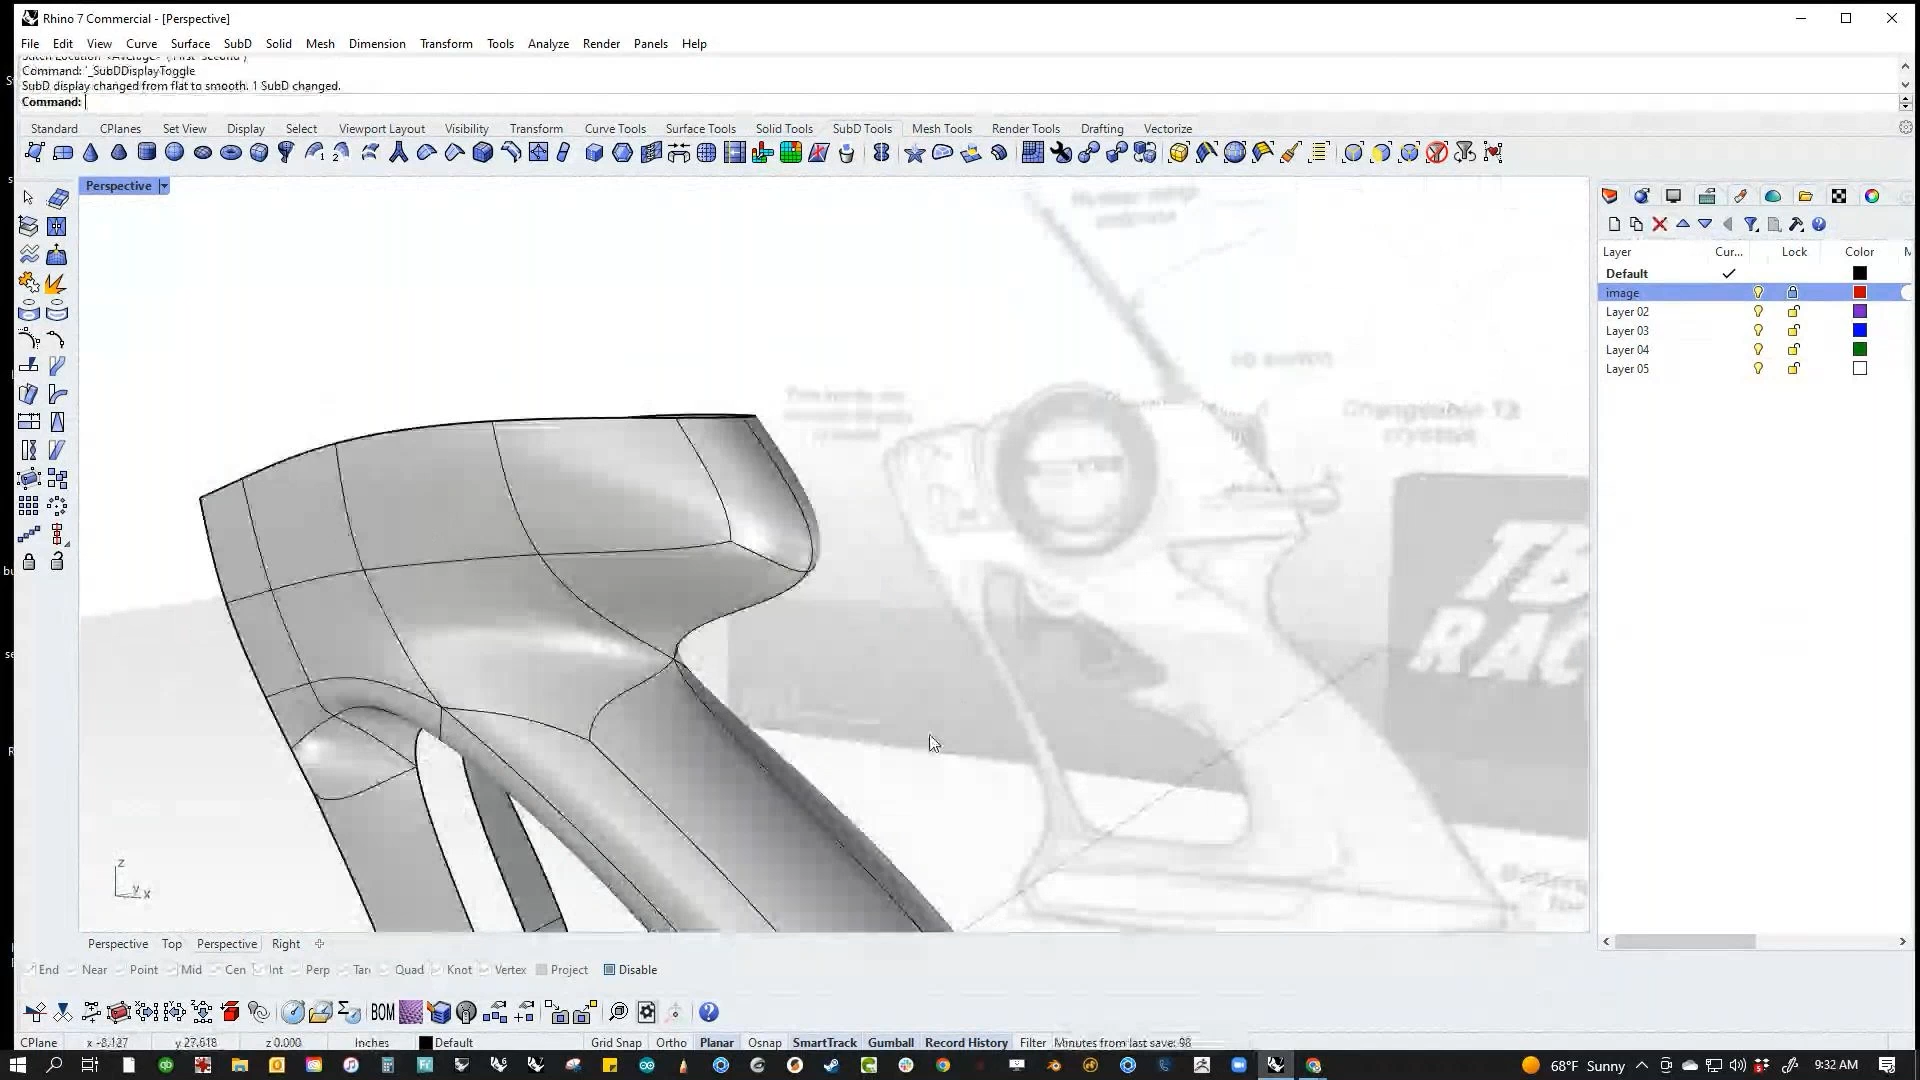 Rhino 7 Commercial - [Perspective]
File Edit View Curve Surface SubD Solid Mesh Dimension Transform Tools Analyze Render Panels Help
Command: '_SubDDisplayToggle
SubD display changed from flat to smooth. 1 SubD changed.
Command:
Standard CPlanes Set View Display Select Viewport Layout Visibility Transform Curve Tools Surface Tools Solid Tools SubD Tools Mesh Tools Render Tools Drafting Vectorize
Perspective
Layer Cur... Lock Color
Default
image
Layer 02
Layer 03
Layer 04
Layer 05
Changeable T2
z
y x
Perspective Top Perspective Right
End Near Point Mid Cen Int Perp Tan Quad Knot Vertex Project Disable
BOM
CPlane x -8.127 y 27.618 z 0.000 Inches Default Grid Snap Ortho Planar Osnap SmartTrack Gumball Record History Filter Minutes from last save: 98
68°F Sunny 9:32 AM